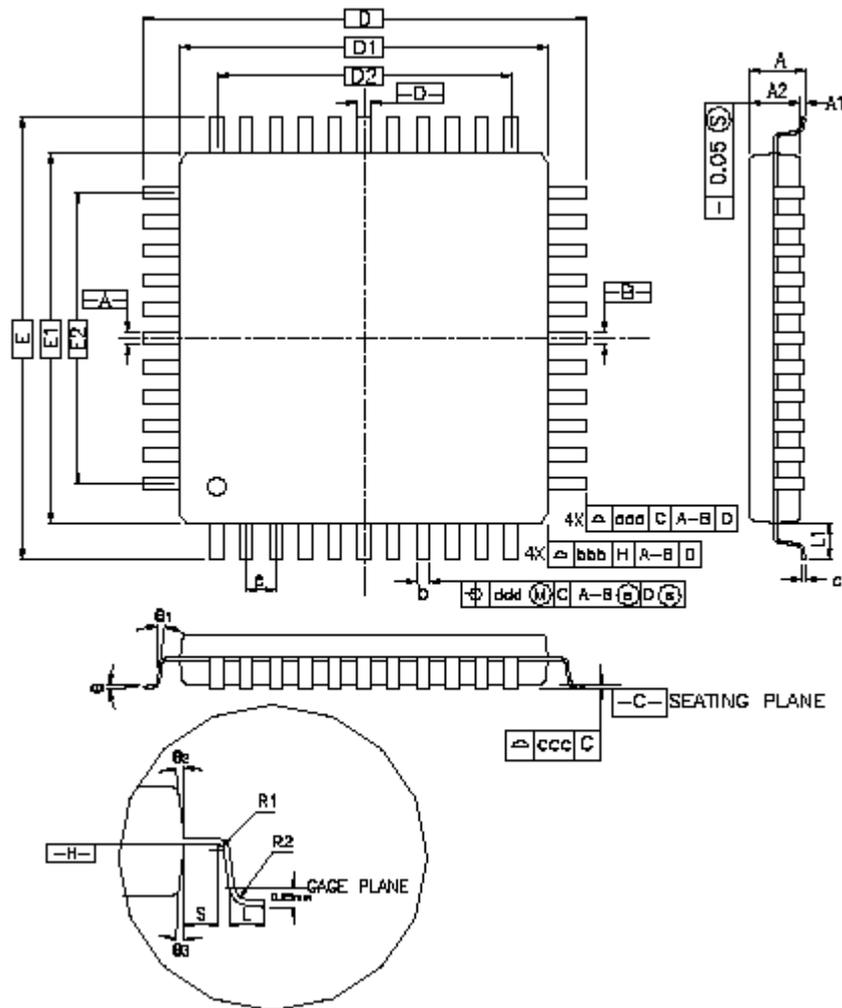 D
D1
D2
-D-
A
A2
A1
0.05 S
-A-
-B-
E
E1
E2
4X C A-B D
4X bbb H A-B D
e
b
ddd M C A-B S D S
L1
c
θ1
θ
-C- SEATING PLANE
ccc C
θ2
R1
R2
-H-
GAGE PLANE
S
L
θ3